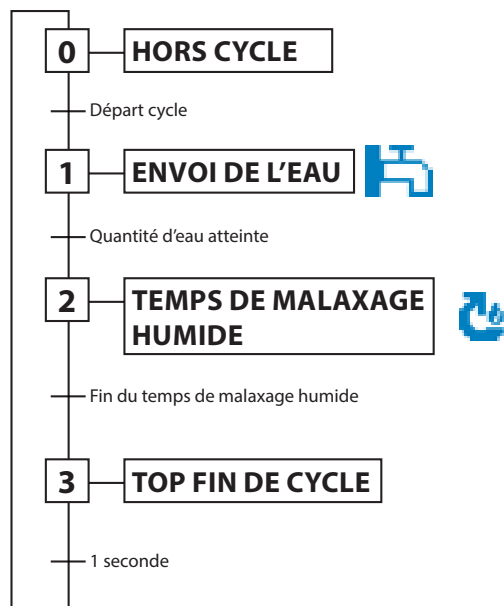 0 HORS CYCLE
Départ cycle
1 ENVOI DE L’EAU
Quantité d’eau atteinte
2 TEMPS DE MALAXAGE
HUMIDE
Fin du temps de malaxage humide
3 TOP FIN DE CYCLE
1 seconde